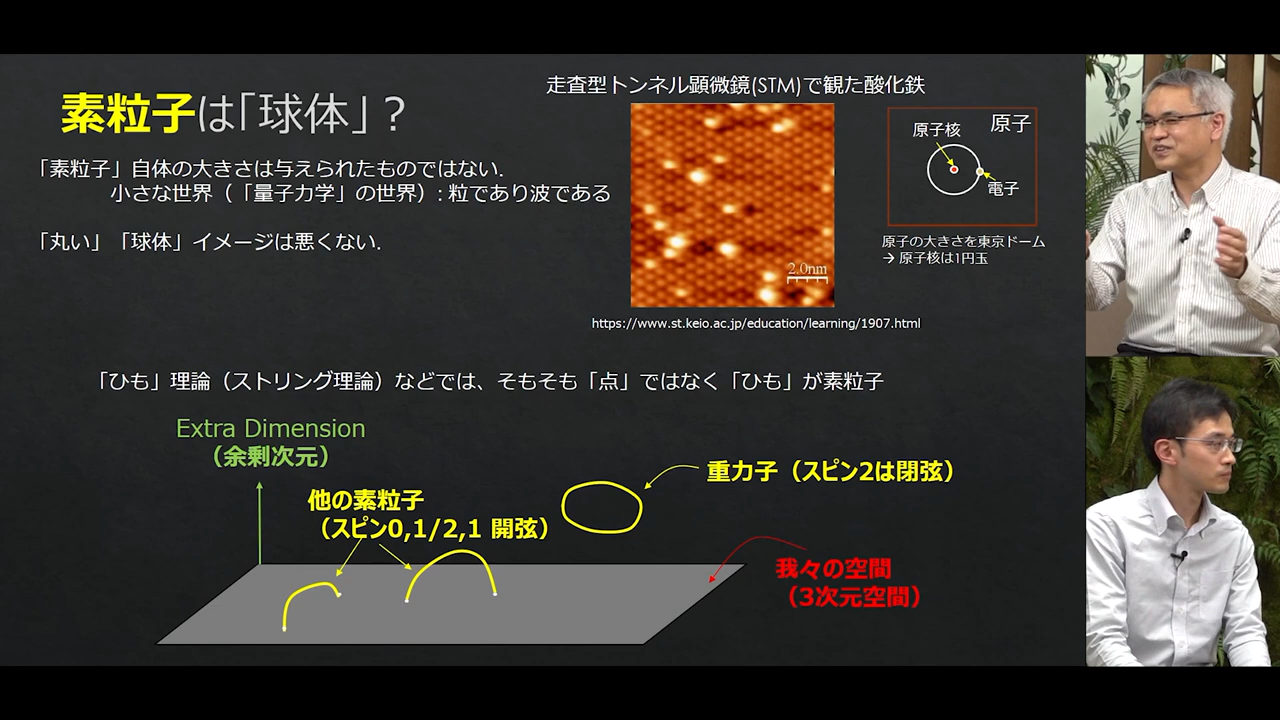 素粒子は「球体」？
「素粒子」自体の大きさは与えられたものではない.
小さな世界（「量子力学」の世界）: 粒であり波である
「丸い」「球体」イメージは悪くない.
走査型トンネル顕微鏡(STM)で観た酸化鉄
2.0nm
https://www.st.keio.ac.jp/education/learning/1907.html
原子
原子核
電子
原子の大きさを東京ドーム
→ 原子核は1円玉
「ひも」理論（ストリング理論）などでは、そもそも「点」ではなく「ひも」が素粒子
Extra Dimension
（余剰次元）
他の素粒子
（スピン0,1/2,1 開弦）
重力子（スピン2は閉弦）
我々の空間
（3次元空間）